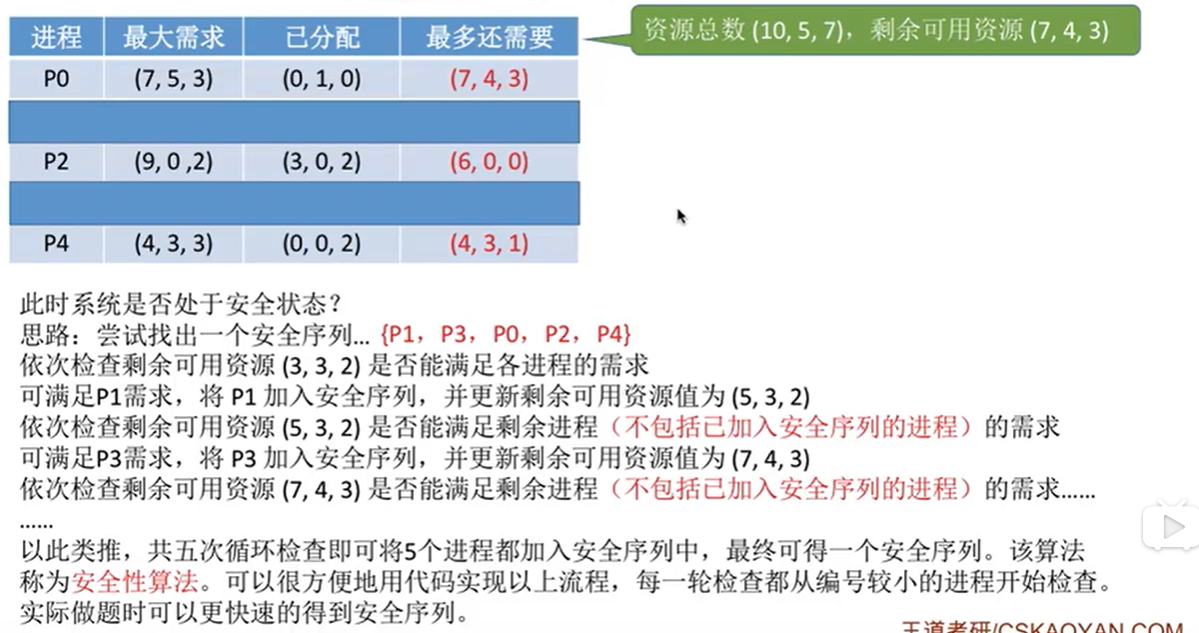 进程 最大需求 已分配 最多还需要
资源总数 (10, 5, 7)，剩余可用资源 (7, 4, 3)
P0 (7, 5, 3) (0, 1, 0) (7, 4, 3)
P2 (9, 0 ,2) (3, 0, 2) (6, 0, 0)
P4 (4, 3, 3) (0, 0, 2) (4, 3, 1)
此时系统是否处于安全状态？
思路：尝试找出一个安全序列... {P1，P3，P0，P2，P4}
依次检查剩余可用资源 (3, 3, 2) 是否能满足各进程的需求
可满足P1需求，将 P1 加入安全序列，并更新剩余可用资源值为 (5, 3, 2)
依次检查剩余可用资源 (5, 3, 2) 是否能满足剩余进程（不包括已加入安全序列的进程）的需求
可满足P3需求，将 P3 加入安全序列，并更新剩余可用资源值为 (7, 4, 3)
依次检查剩余可用资源 (7, 4, 3) 是否能满足剩余进程（不包括已加入安全序列的进程）的需求......
......
以此类推，共五次循环检查即可将5个进程都加入安全序列中，最终可得一个安全序列。该算法
称为安全性算法。可以很方便地用代码实现以上流程，每一轮检查都从编号较小的进程开始检查。
实际做题时可以更快速的得到安全序列。
王道考研/CSKAOYAN.COM